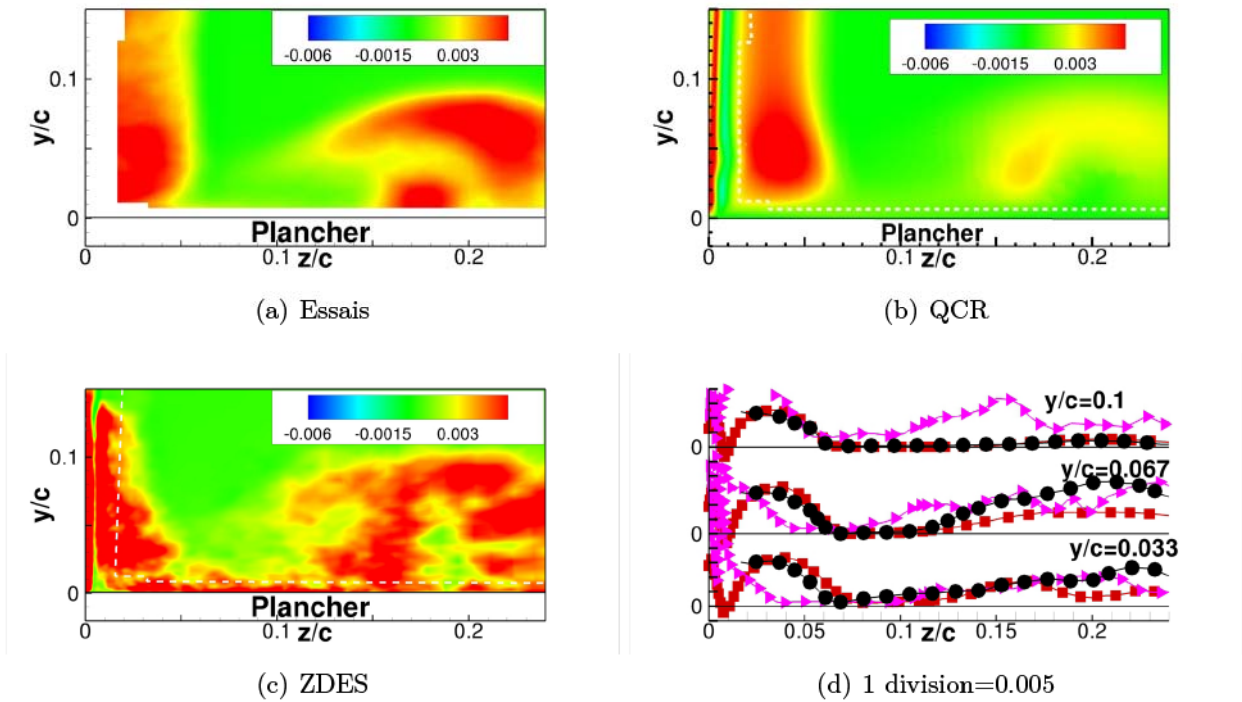 -0.006 -0.0015 0.003
y/c
0.1
0
Plancher
0 0.1 0.2
z/c
(a) Essais
-0.006 -0.0015 0.003
y/c
0.1
0
Plancher
0 0.1 0.2
z/c
(b) QCR
-0.006 -0.0015 0.003
y/c
0.1
0
Plancher
0 0.1 0.2
z/c
(c) ZDES
y/c=0.1
0
y/c=0.067
0
y/c=0.033
0
0 0.05 0.1 0.15 0.2
z/c
(d) 1 division=0.005